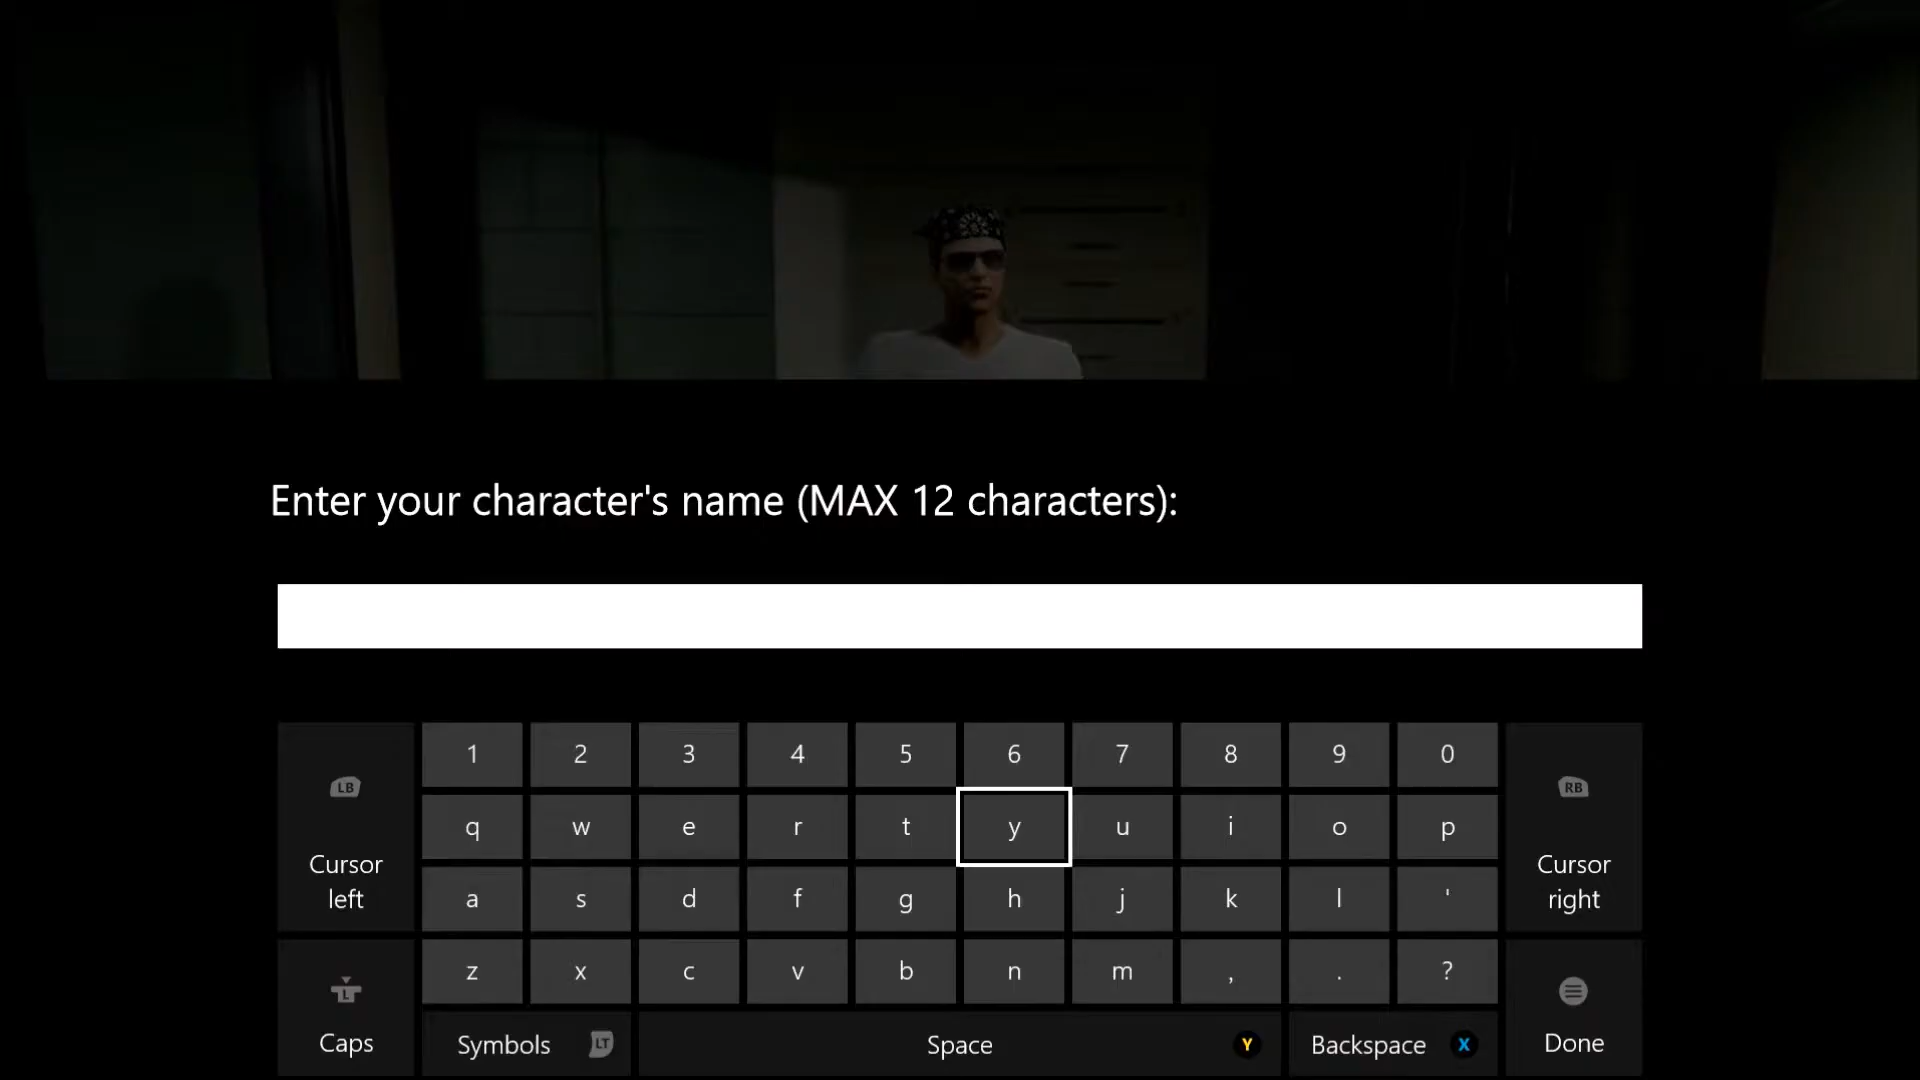 Enter your character's name (MAX 12 characters):
LB 1 2 3 4 5 6 7 8 9 0 RB
q w e r t y u i o p
Cursor left a s d f g h j k l ' Cursor right
z x c v b n m , . ?
L Caps Symbols LT Space Y Backspace X Done